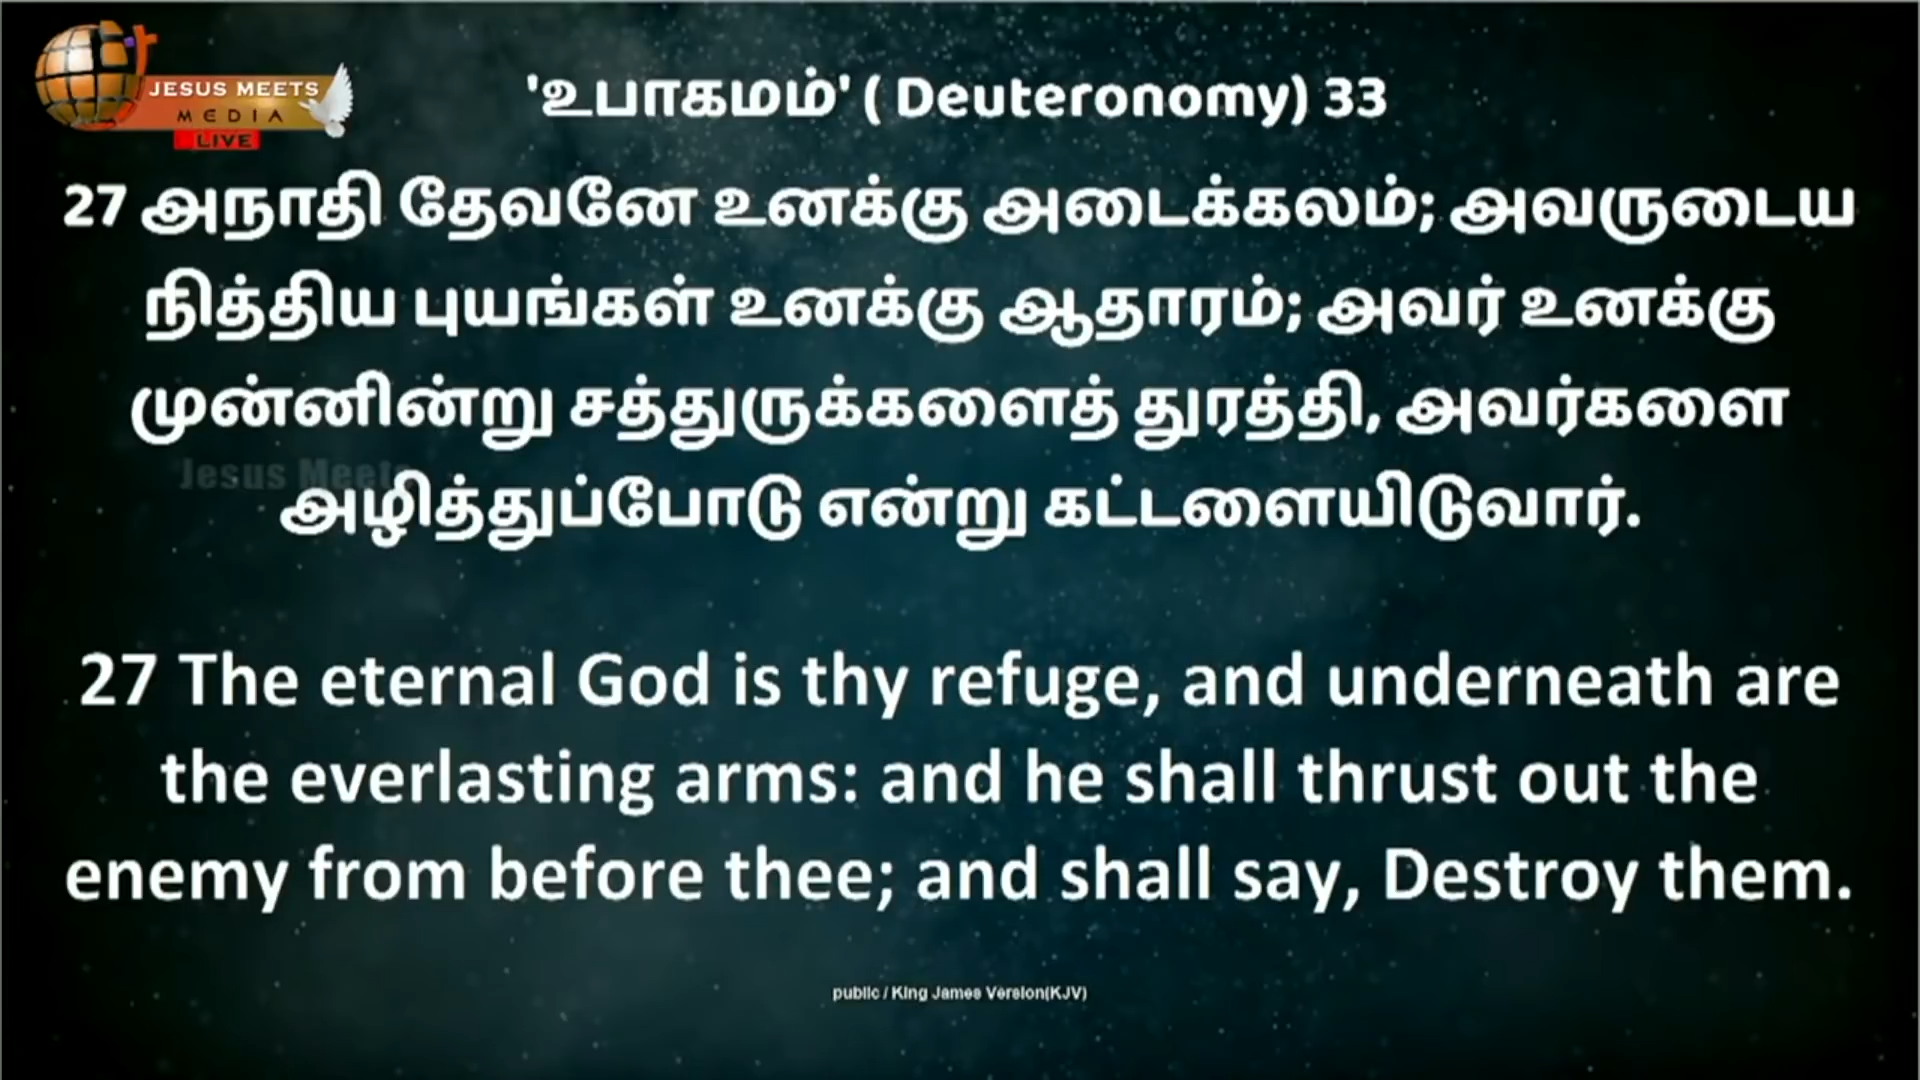 JESUS MEETS
MEDIA
LIVE
'உபாகமம்' ( Deuteronomy) 33
27 அநாதி தேவனே உனக்கு அடைக்கலம்; அவருடைய
நித்திய புயங்கள் உனக்கு ஆதாரம்; அவர் உனக்கு
முன்னின்று சத்துருக்களைத் துரத்தி, அவர்களை
Jesus Meets
அழித்துப்போடு என்று கட்டளையிடுவார்.
27 The eternal God is thy refuge, and underneath are
the everlasting arms: and he shall thrust out the
enemy from before thee; and shall say, Destroy them.
public / King James Version(KJV)